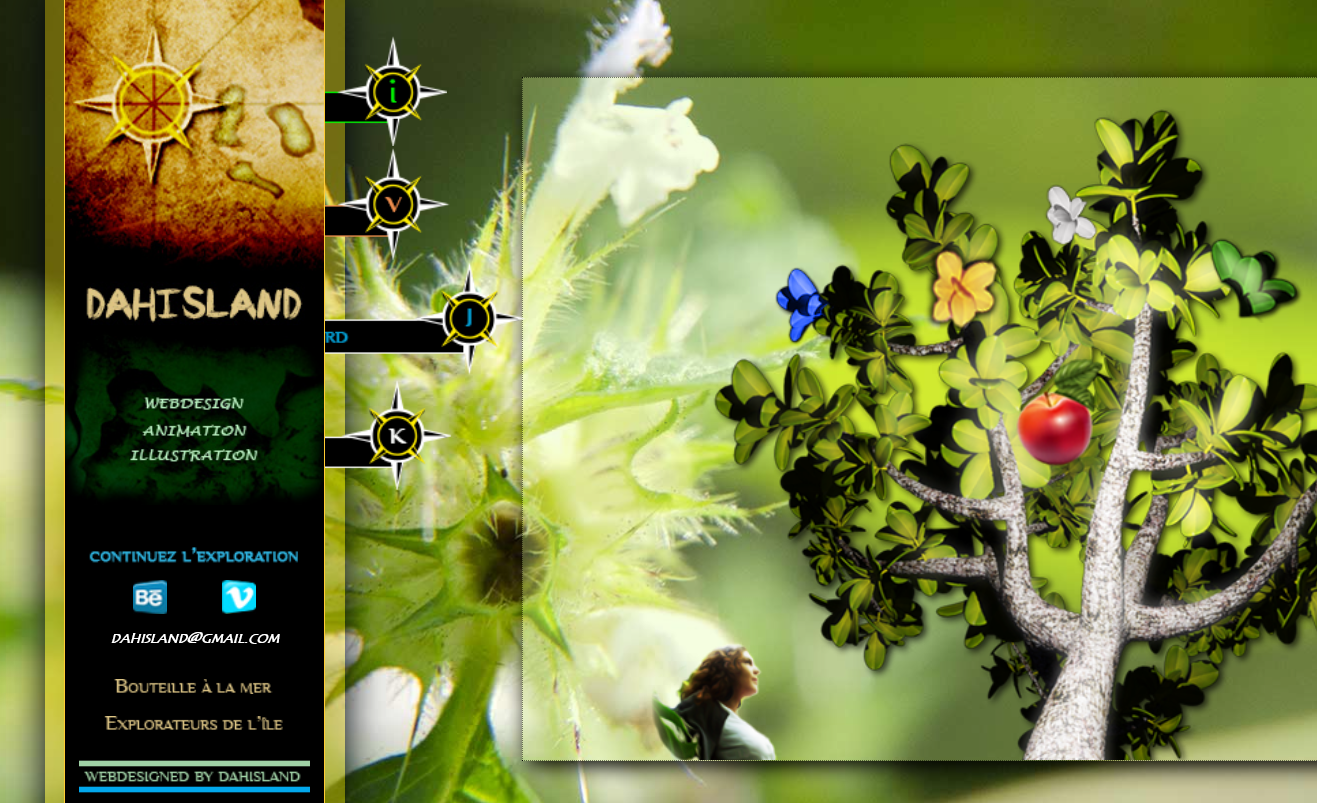 DAHISLAND
WEBDESIGN
ANIMATION
ILLUSTRATION
CONTINUEZ L'EXPLORATION
Bē
V
DAHISLAND@GMAIL.COM
BOUTEILLE À LA MER
EXPLORATEURS DE L'ÎLE
WEBDESIGNED BY DAHISLAND
i
V
RD
J
K